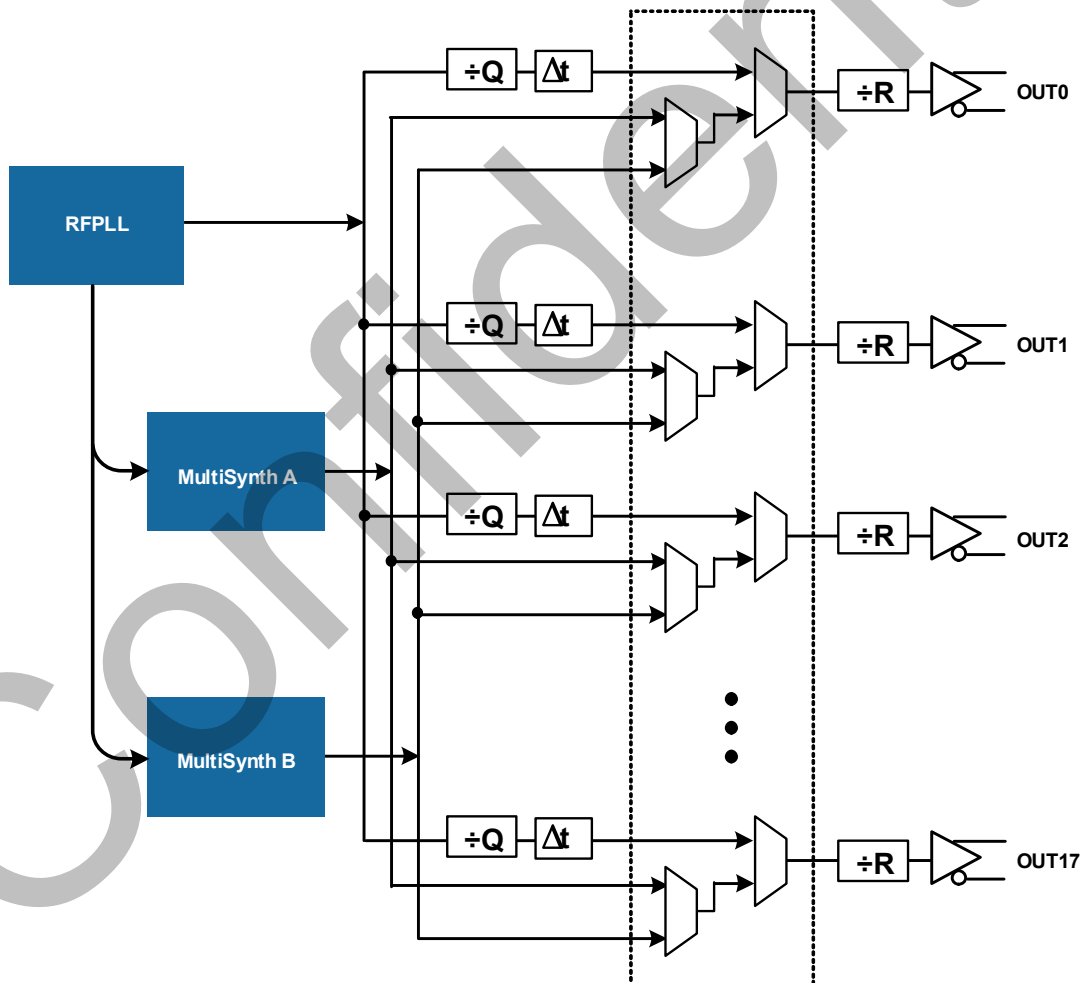 ÷Q Δt
÷R
OUT0
RFPLL
÷Q Δt
÷R
OUT1
MultiSynth A
÷Q Δt
÷R
OUT2
MultiSynth B
÷Q Δt
÷R
OUT17
Confidential